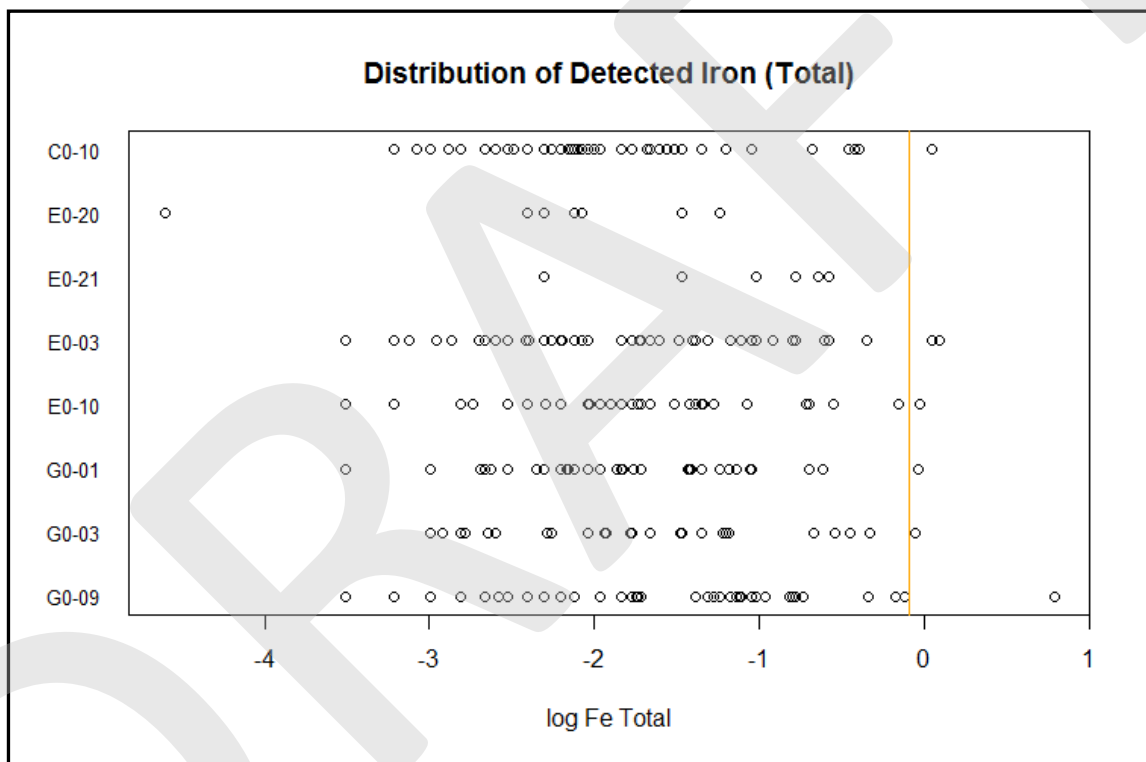 Distribution of Detected Iron (Total)
C0-10
E0-20
E0-21
E0-03
E0-10
G0-01
G0-03
G0-09
-4 -3 -2 -1 0 1
log Fe Total
DRAFT